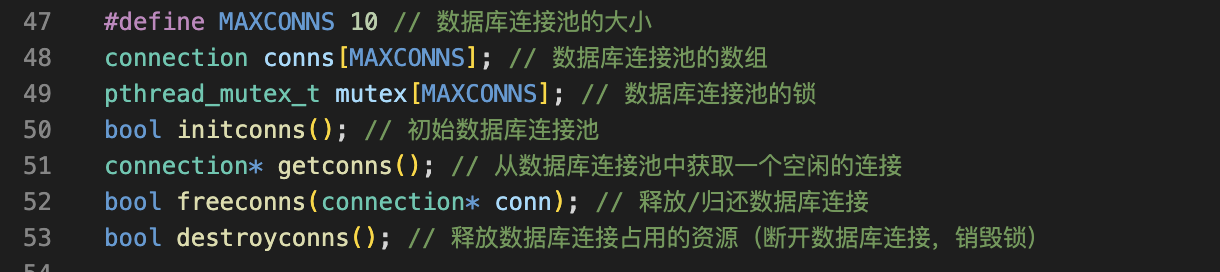 47 #define MAXCONNS 10 // 数据库连接池的大小
48 connection conns[MAXCONNS]; // 数据库连接池的数组
49 pthread_mutex_t mutex[MAXCONNS]; // 数据库连接池的锁
50 bool initconns(); // 初始数据库连接池
51 connection* getconns(); // 从数据库连接池中获取一个空闲的连接
52 bool freeconns(connection* conn); // 释放/归还数据库连接
53 bool destroyconns(); // 释放数据库连接占用的资源（断开数据库连接，销毁锁）
54